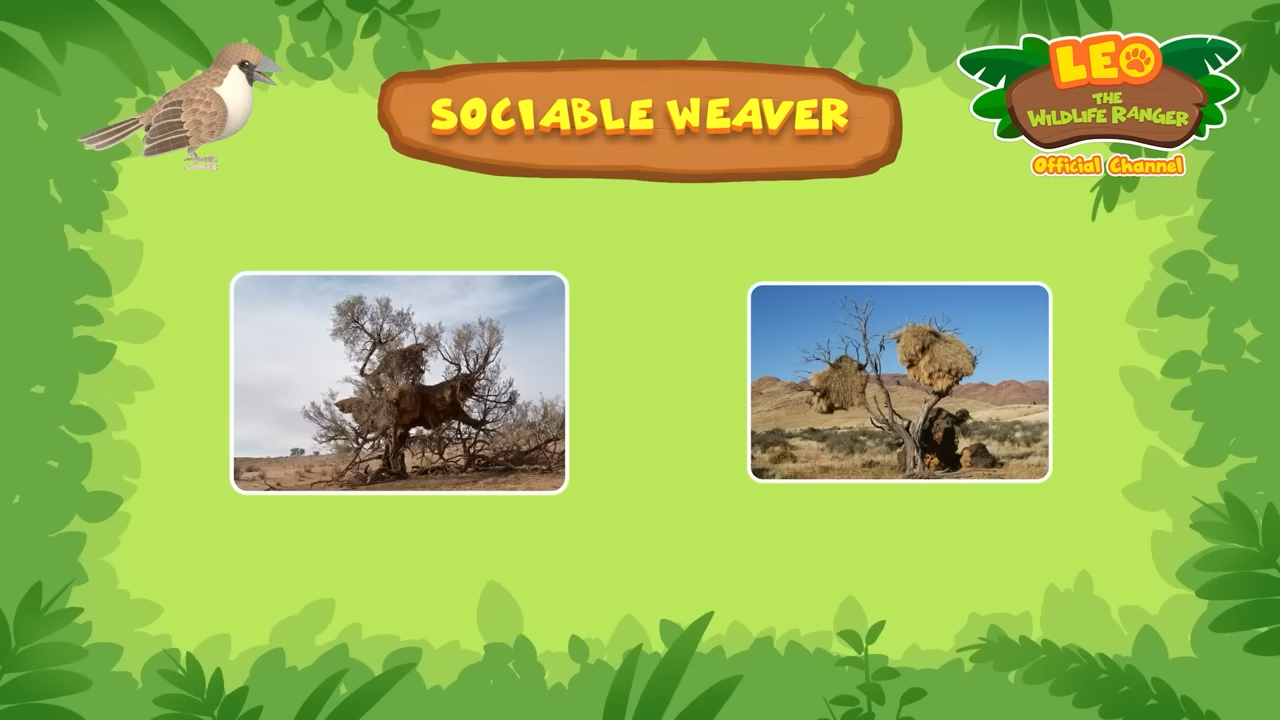 SOCIABLE WEAVER
LEO
THE
WILDLIFE RANGER
Official Channel